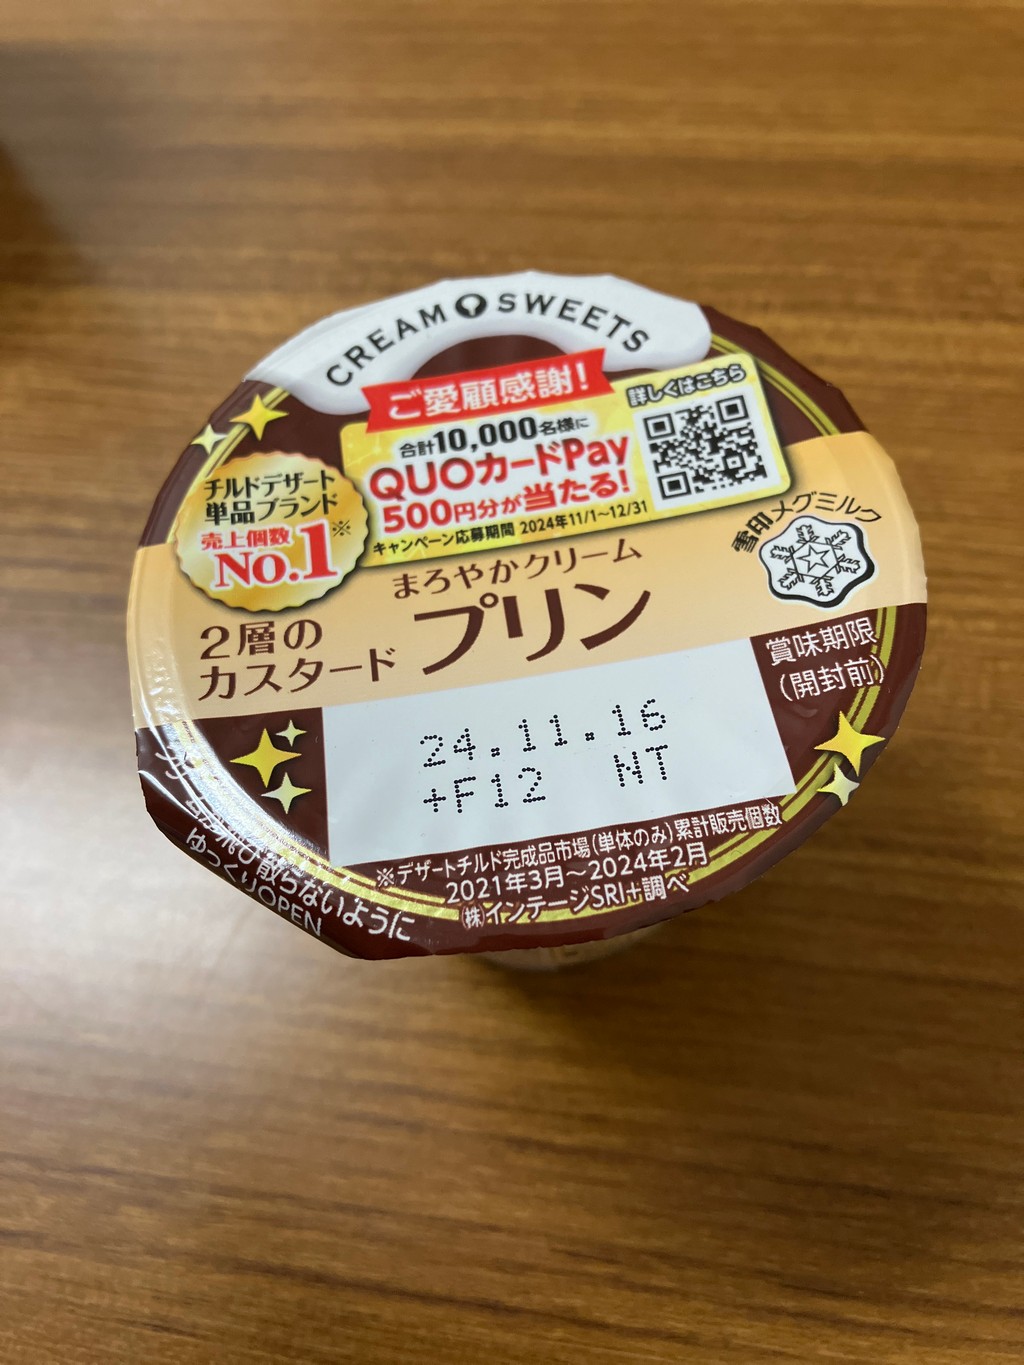 CREAM SWEETS
ご愛顧感謝!
合計10,000名様に
QUOカードPay
500円分が当たる!
キャンペーン応募期間 2024年11/1〜12/31
詳しくはこちら
チルドデザート
単品ブランド
売上個数
No.1※
雪印メグミルク
まろやかクリーム
2層の
カスタード
プリン
賞味期限
(開封前)
24.11.16
+F12 NT
※デザートチルド完成品市場(単体のみ)累計販売個数
2021年3月〜2024年2月
㈱インテージSRI+調べ
飛び散らないように
ゆっくりOPEN